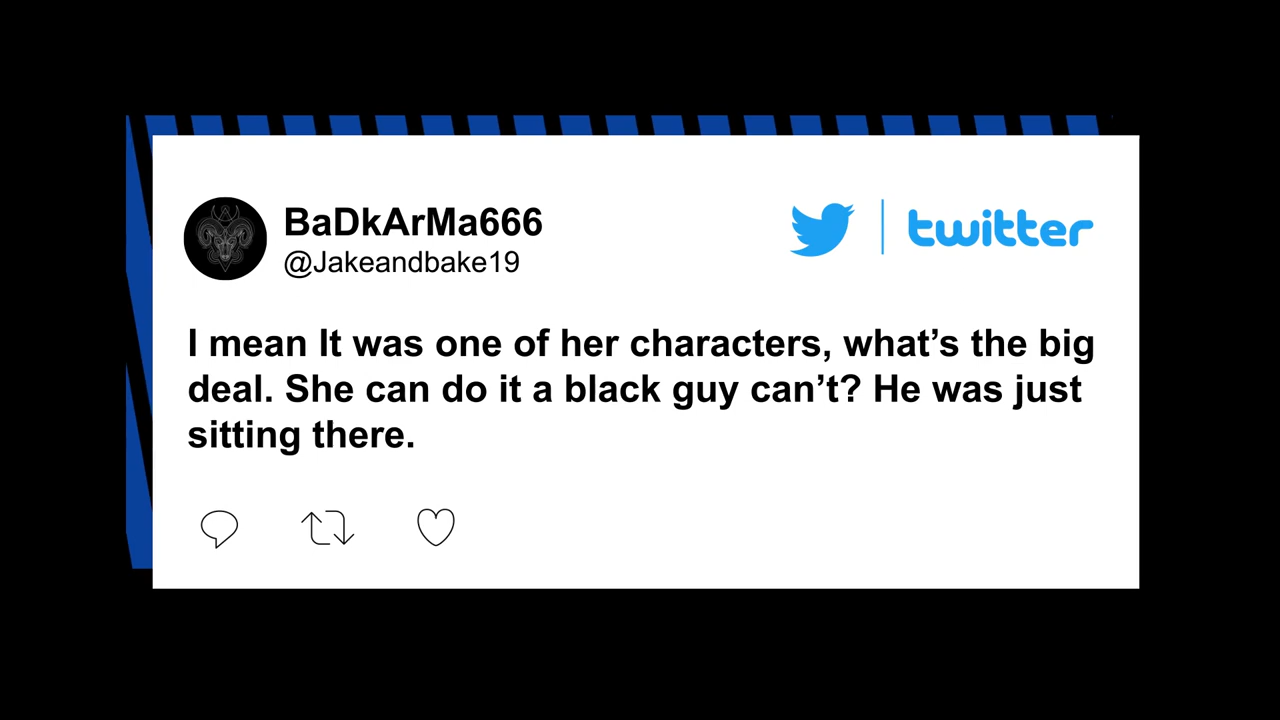 BaDkArMa666
twitter
@Jakeandbake19
I mean It was one of her characters, what’s the big
deal. She can do it a black guy can’t? He was just
sitting there.